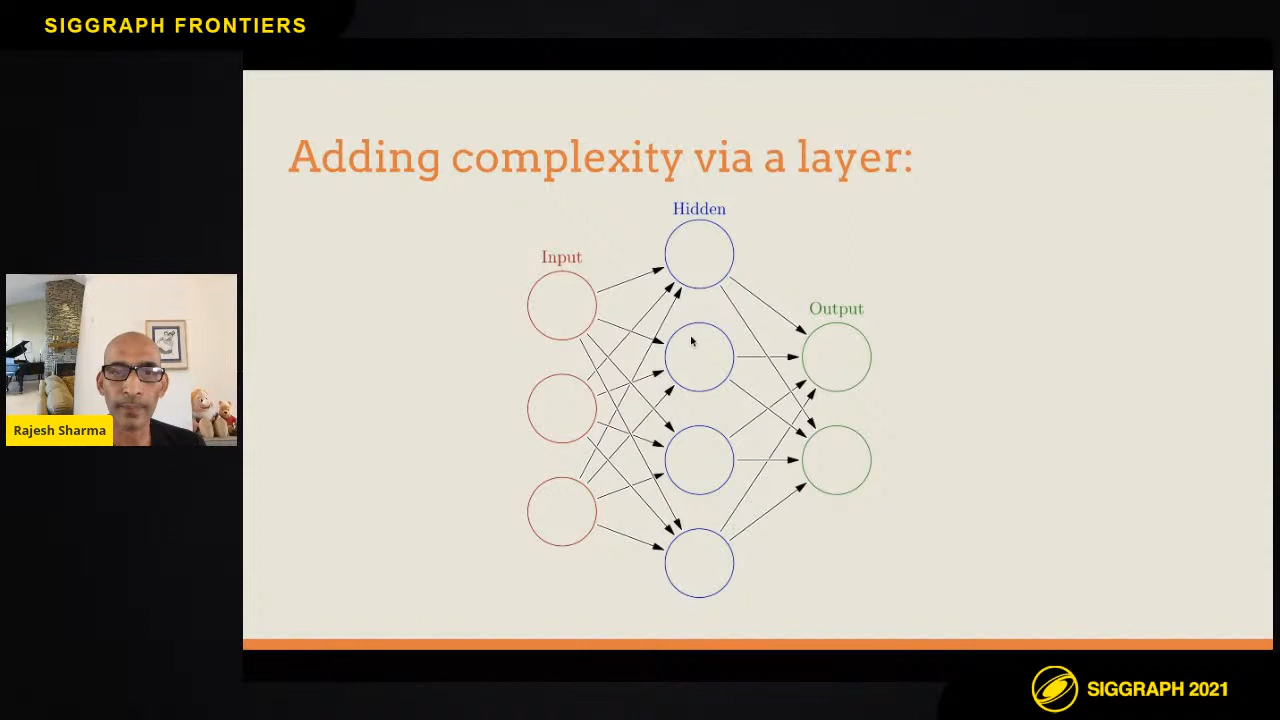 SIGGRAPH FRONTIERS
Adding complexity via a layer:
Hidden
Input
Output
Rajesh Sharma
SIGGRAPH 2021